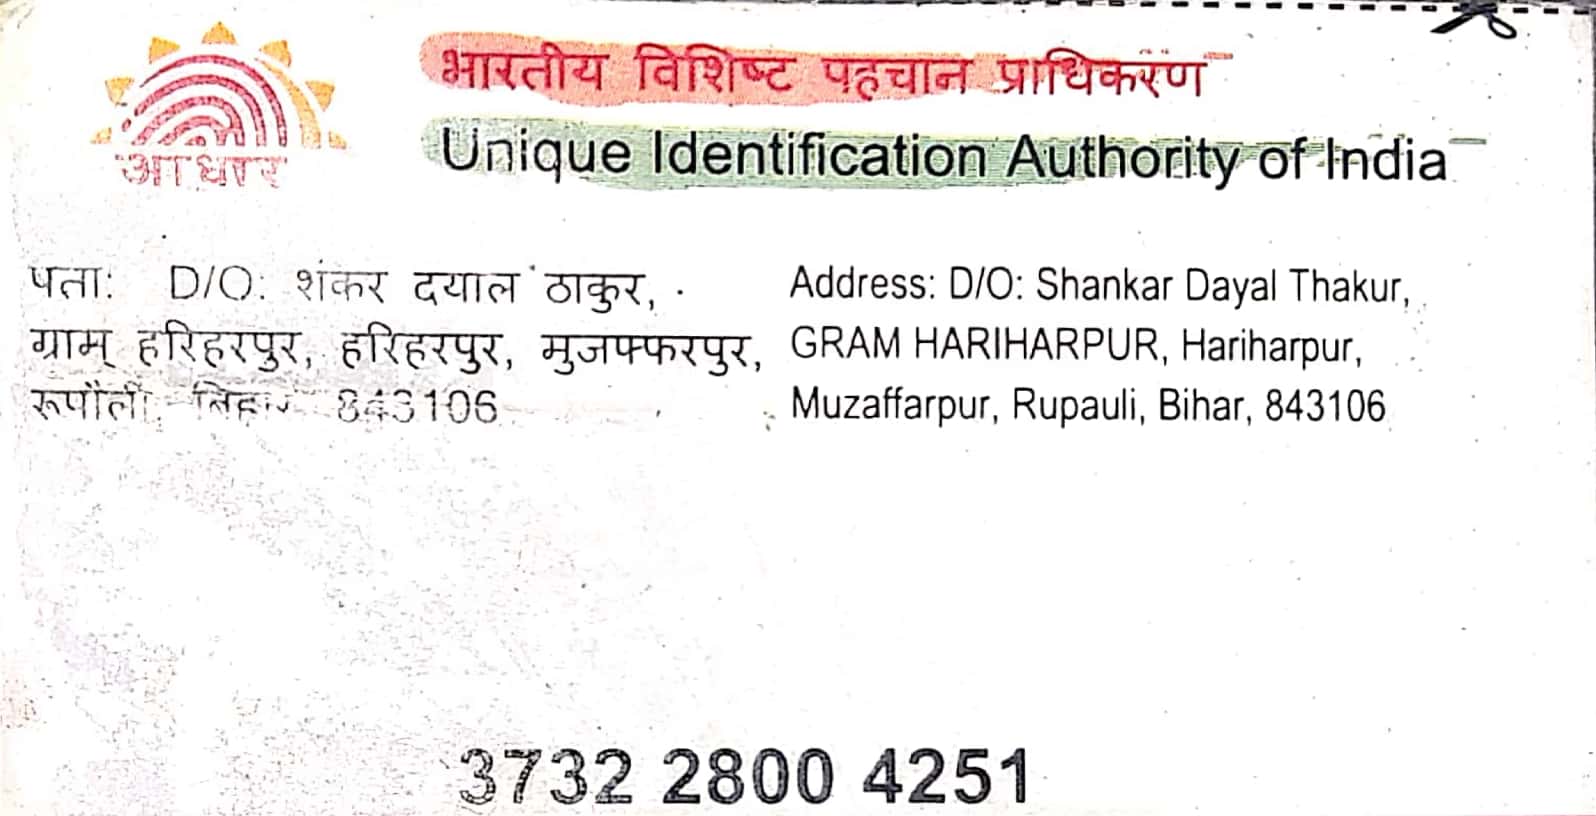 आधार
भारतीय विशिष्ट पहचान प्राधिकरण
Unique Identification Authority of India
पता: D/O: शंकर दयाल ठाकुर,
ग्राम् हरिहरपुर, हरिहरपुर, मुजफ्फरपुर,
रूपौली, बिहार, 843106
Address: D/O: Shankar Dayal Thakur,
GRAM HARIHARPUR, Hariharpur,
Muzaffarpur, Rupauli, Bihar, 843106
3732 2800 4251